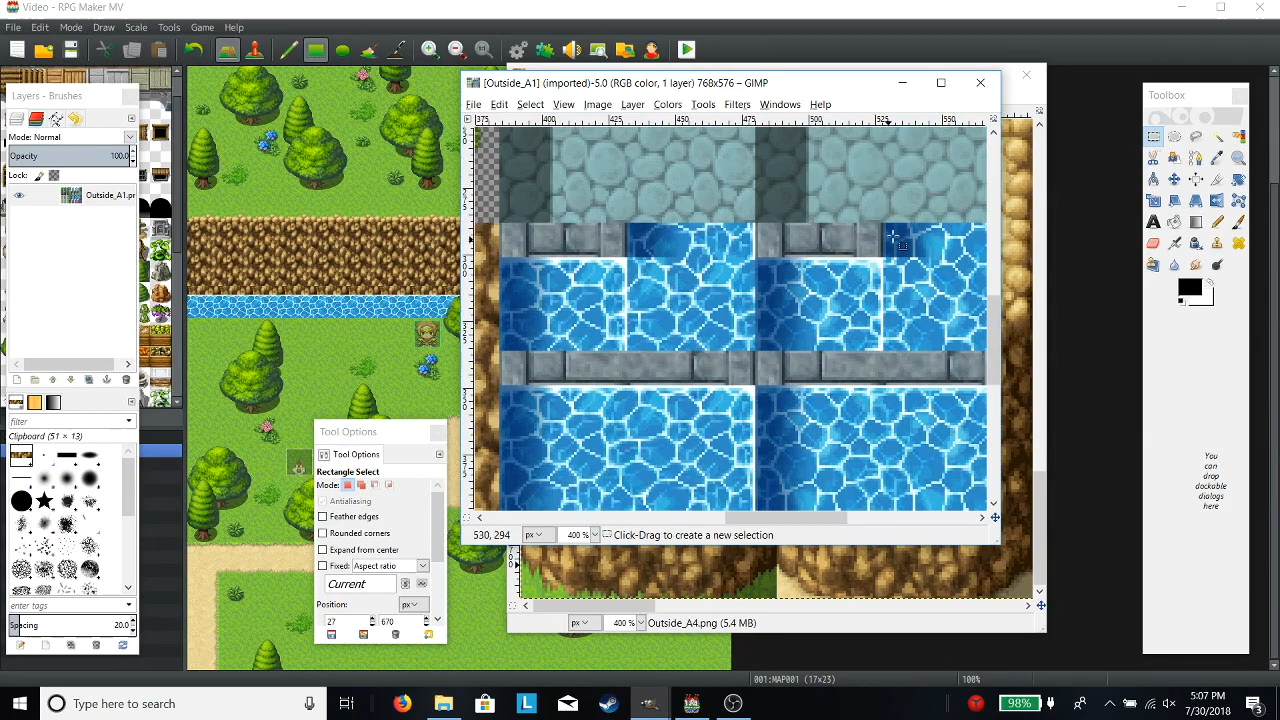 Video - RPG Maker MV
File Edit Mode Draw Scale Tools Game Help
Layers - Brushes
Mode: Normal
Opacity 100.0
Lock:
Outside_A1.pr
filter
Clipboard (51 × 13)
enter tags
Spacing 20.0
[Outside_A1] (imported)-5.0 (RGB color, 1 layer) 768x576 – GIMP
File Edit Select View Image Layer Colors Tools Filters Windows Help
375 400 425 450 475 500 525 550
530, 294 px 400 % Click-Drag to create a new selection
px 400 % Outside_A4.png (5.4 MB)
Tool Options
Tool Options
Rectangle Select
Mode:
Antialiasing
Feather edges
Rounded corners
Expand from center
Fixed: Aspect ratio
Current
Position:
px
27 670
Toolbox
You
can
drop
dockable
dialogs
here
001:MAP001 (17x23) 100%
Type here to search
98%
5:07 PM
7/30/2018
3